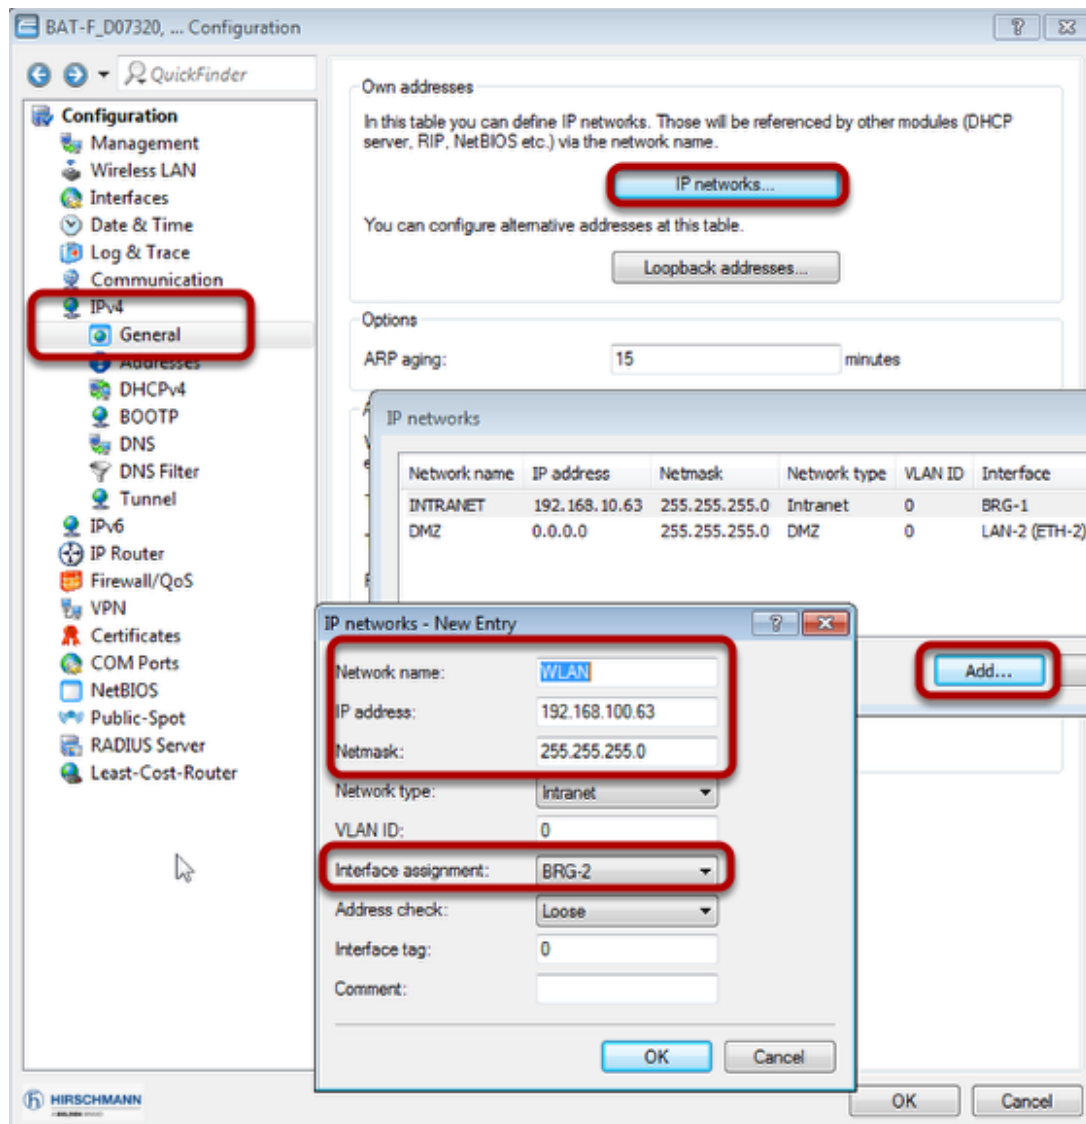 BAT-F_D07320, ... Configuration
QuickFinder
Configuration
Management
Wireless LAN
Interfaces
Date & Time
Log & Trace
Communication
IPv4
General
Addresses
DHCPv4
BOOTP
DNS
DNS Filter
Tunnel
IPv6
IP Router
Firewall/QoS
VPN
Certificates
COM Ports
NetBIOS
Public-Spot
RADIUS Server
Least-Cost-Router
Own addresses
In this table you can define IP networks. Those will be referenced by other modules (DHCP
server, RIP, NetBIOS etc.) via the network name.
IP networks...
You can configure alternative addresses at this table.
Loopback addresses...
Options
ARP aging: 15 minutes
IP networks
Network name IP address Netmask Network type VLAN ID Interface
INTRANET 192.168.10.63 255.255.255.0 Intranet 0 BRG-1
DMZ 0.0.0.0 255.255.255.0 DMZ 0 LAN-2 (ETH-2)
Add...
IP networks - New Entry
Network name: WLAN
IP address: 192.168.100.63
Netmask: 255.255.255.0
Network type: Intranet
VLAN ID: 0
Interface assignment: BRG-2
Address check: Loose
Interface tag: 0
Comment:
OK Cancel
HIRSCHMANN
OK Cancel